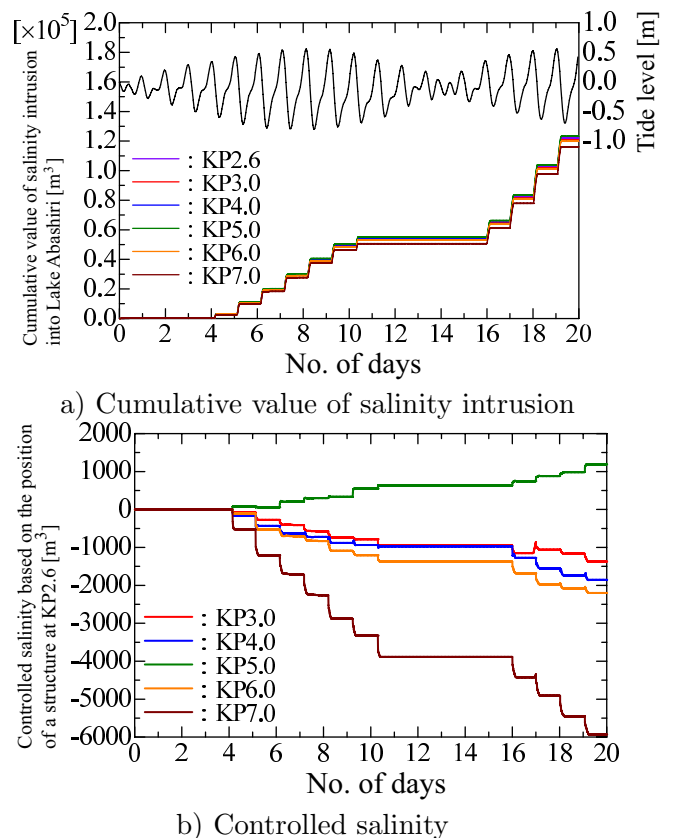 [×10⁵]
2.0
1.8
1.6
1.4
1.2
1.0
0.8
0.6
0.4
0.2
0.0
Cumulative value of salinity intrusion
into Lake Abashiri [m³]
1.0
0.5
0.0
-0.5
-1.0
Tide level [m]
: KP2.6
: KP3.0
: KP4.0
: KP5.0
: KP6.0
: KP7.0
0 2 4 6 8 10 12 14 16 18 20
No. of days
a) Cumulative value of salinity intrusion
2000
1000
0
-1000
-2000
-3000
-4000
-5000
-6000
Controlled salinity based on the position
of a structure at KP2.6 [m³]
: KP3.0
: KP4.0
: KP5.0
: KP6.0
: KP7.0
0 2 4 6 8 10 12 14 16 18 20
No. of days
b) Controlled salinity